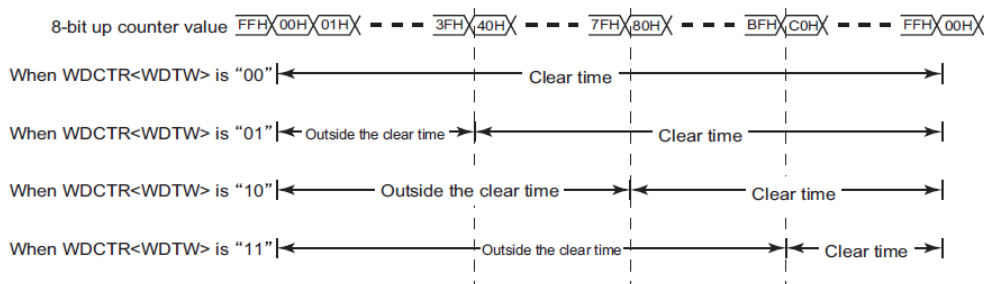 8-bit up counter value FFH 00H 01H 3FH 40H 7FH 80H BFH C0H FFH 00H
When WDCTR<WDTW> is “00” Clear time
When WDCTR<WDTW> is “01” Outside the clear time Clear time
When WDCTR<WDTW> is “10” Outside the clear time Clear time
When WDCTR<WDTW> is “11” Outside the clear time Clear time